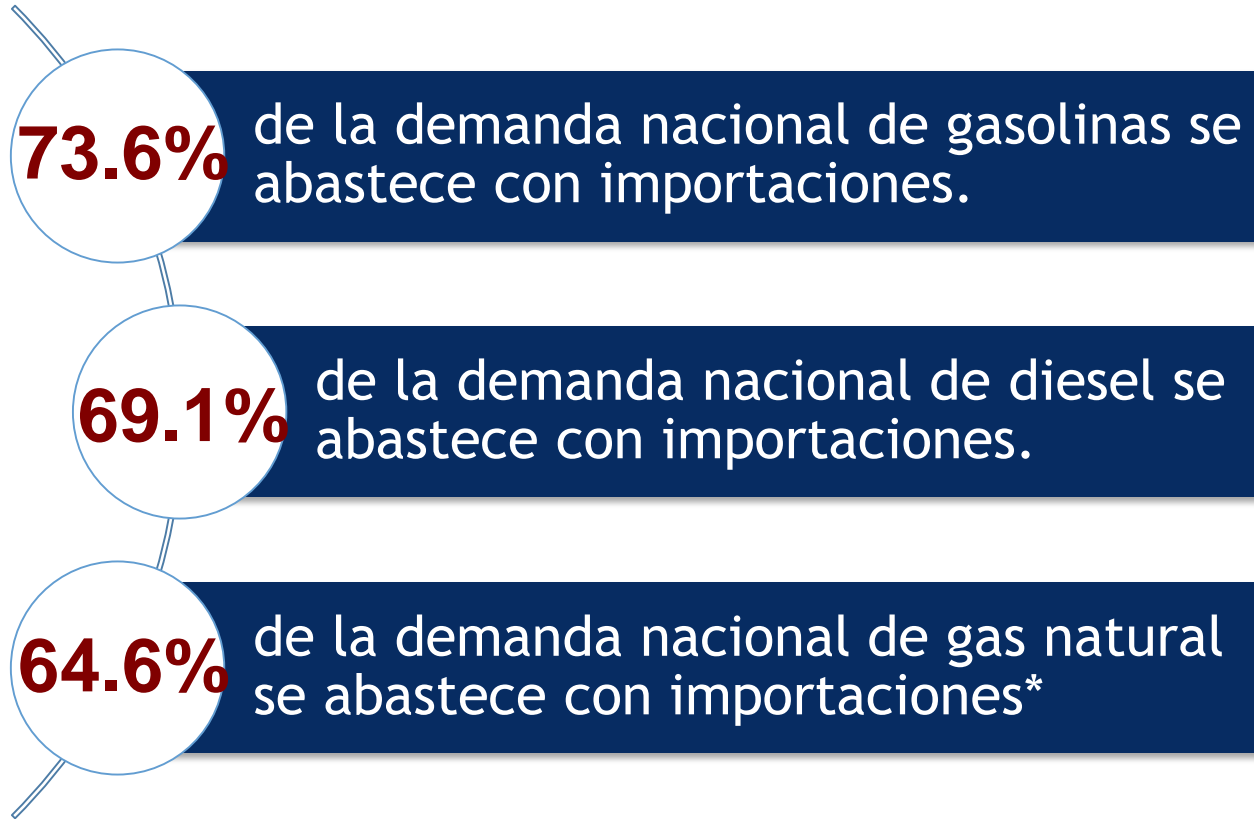 73.6%
de la demanda nacional de gasolinas se
abastece con importaciones.
69.1%
de la demanda nacional de diesel se
abastece con importaciones.
64.6%
de la demanda nacional de gas natural
se abastece con importaciones*